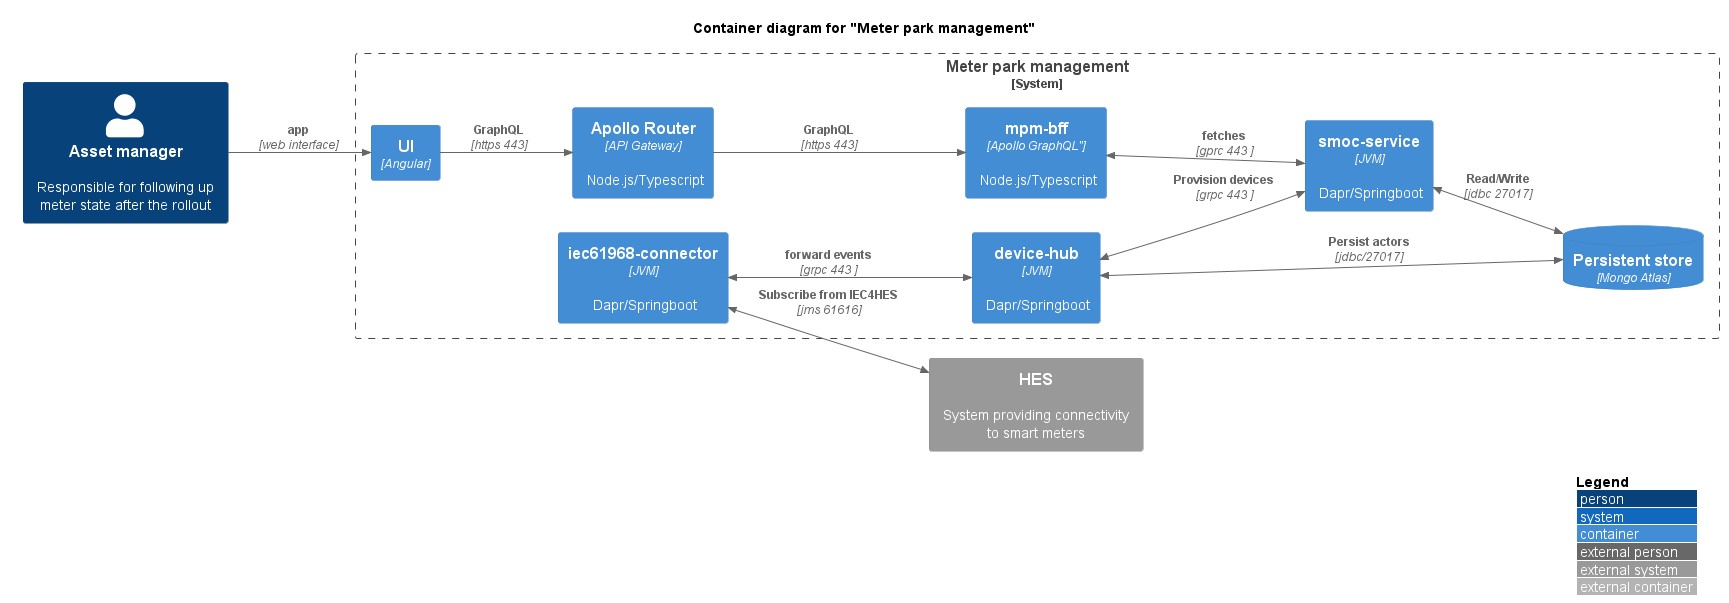 Container diagram for "Meter park management"
Meter park management
[System]
Asset manager
Responsible for following up
meter state after the rollout
app
[web interface]
UI
[Angular]
GraphQL
[https 443]
Apollo Router
[API Gateway]
Node.js/Typescript
GraphQL
[https 443]
mpm-bff
[Apollo GraphQL"]
Node.js/Typescript
fetches
[gprc 443 ]
Provision devices
[grpc 443 ]
smoc-service
[JVM]
Dapr/Springboot
Read/Write
[jdbc 27017]
iec61968-connector
[JVM]
Dapr/Springboot
forward events
[grpc 443 ]
Subscribe from IEC4HES
[jms 61616]
device-hub
[JVM]
Dapr/Springboot
Persist actors
[jdbc/27017]
Persistent store
[Mongo Atlas]
HES
System providing connectivity
to smart meters
Legend
person
system
container
external person
external system
external container